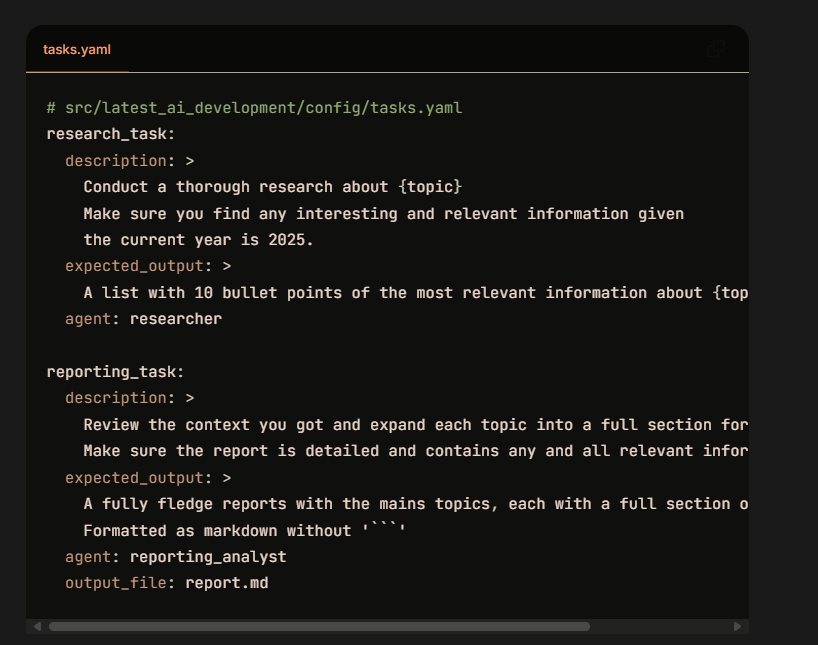 tasks.yaml
# src/latest_ai_development/config/tasks.yaml
research_task:
  description: >
    Conduct a thorough research about {topic}
    Make sure you find any interesting and relevant information given
    the current year is 2025.
  expected_output: >
    A list with 10 bullet points of the most relevant information about {top
  agent: researcher

reporting_task:
  description: >
    Review the context you got and expand each topic into a full section for
    Make sure the report is detailed and contains any and all relevant infor
  expected_output: >
    A fully fledge reports with the mains topics, each with a full section o
    Formatted as markdown without '```'
  agent: reporting_analyst
  output_file: report.md